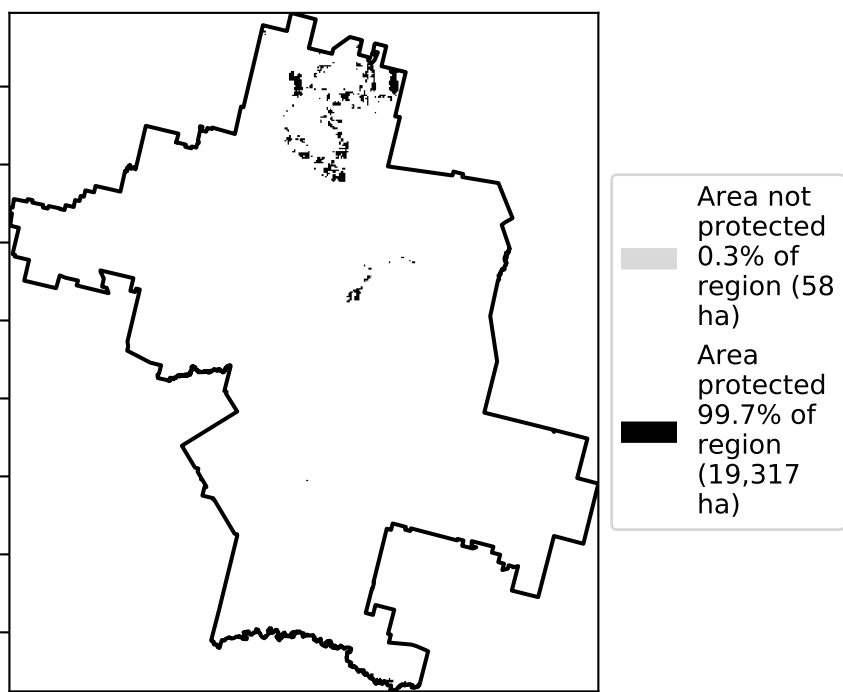 Area not
protected
0.3% of
region (58
ha)
Area
protected
99.7% of
region
(19,317
ha)